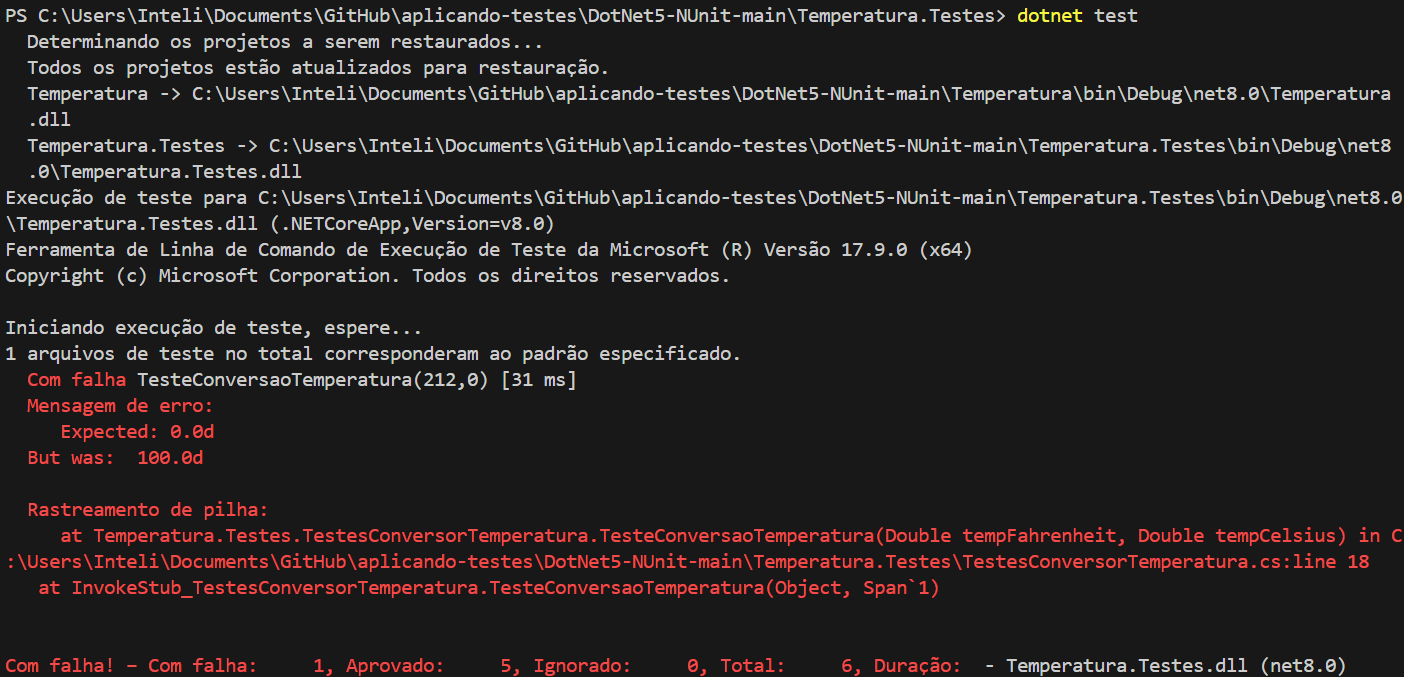 PS C:\Users\Inteli\Documents\GitHub\aplicando-testes\DotNet5-NUnit-main\Temperatura.Testes> dotnet test
  Determinando os projetos a serem restaurados...
  Todos os projetos estão atualizados para restauração.
  Temperatura -> C:\Users\Inteli\Documents\GitHub\aplicando-testes\DotNet5-NUnit-main\Temperatura\bin\Debug\net8.0\Temperatura
  .dll
  Temperatura.Testes -> C:\Users\Inteli\Documents\GitHub\aplicando-testes\DotNet5-NUnit-main\Temperatura.Testes\bin\Debug\net8
  .0\Temperatura.Testes.dll
Execução de teste para C:\Users\Inteli\Documents\GitHub\aplicando-testes\DotNet5-NUnit-main\Temperatura.Testes\bin\Debug\net8.0
\Temperatura.Testes.dll (.NETCoreApp,Version=v8.0)
Ferramenta de Linha de Comando de Execução de Teste da Microsoft (R) Versão 17.9.0 (x64)
Copyright (c) Microsoft Corporation. Todos os direitos reservados.

Iniciando execução de teste, espere...
1 arquivos de teste no total corresponderam ao padrão especificado.
  Com falha TesteConversaoTemperatura(212,0) [31 ms]
  Mensagem de erro:
     Expected: 0.0d
  But was:  100.0d

  Rastreamento de pilha:
     at Temperatura.Testes.TestesConversorTemperatura.TesteConversaoTemperatura(Double tempFahrenheit, Double tempCelsius) in C
:\Users\Inteli\Documents\GitHub\aplicando-testes\DotNet5-NUnit-main\Temperatura.Testes\TestesConversorTemperatura.cs:line 18
   at InvokeStub_TestesConversorTemperatura.TesteConversaoTemperatura(Object, Span`1)

Com falha! – Com falha:     1, Aprovado:     5, Ignorado:     0, Total:     6, Duração:  - Temperatura.Testes.dll (net8.0)